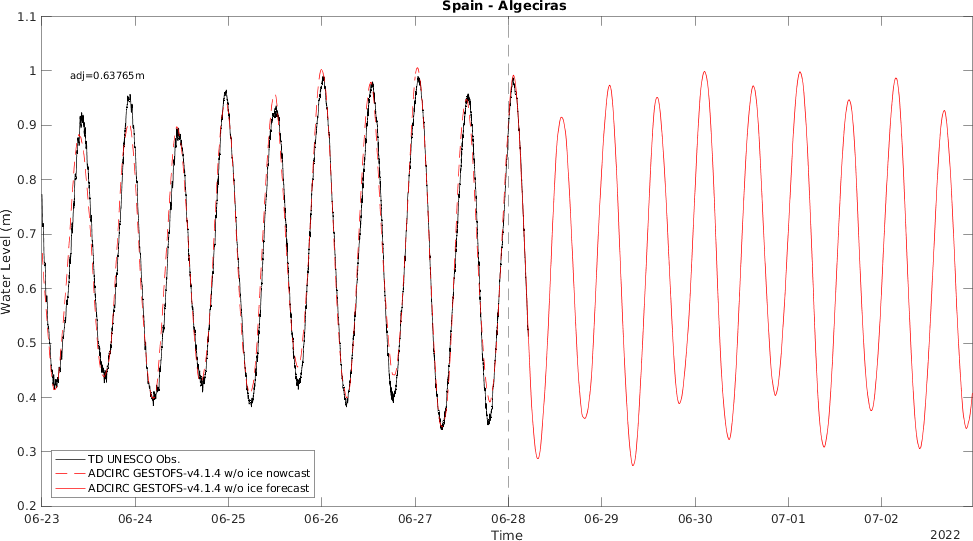 Spain - Algeciras
1.1
1
0.9
0.8
0.7
0.6
0.5
0.4
0.3
0.2
Water Level (m)
adj=0.63765m
TD UNESCO Obs.
ADCIRC GESTOFS-v4.1.4 w/o ice nowcast
ADCIRC GESTOFS-v4.1.4 w/o ice forecast
06-23 06-24 06-25 06-26 06-27 06-28 06-29 06-30 07-01 07-02
Time
2022